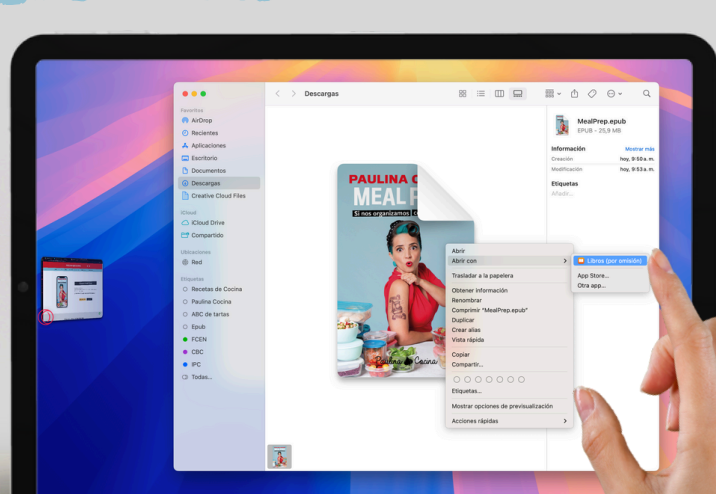 Descargas
Favoritos
AirDrop
Recientes
Aplicaciones
Escritorio
Documentos
Descargas
Creative Cloud Files
iCloud
iCloud Drive
Compartido
Ubicaciones
Red
Etiquetas
Recetas de Cocina
Paulina Cocina
ABC de tartas
Epub
FCEN
CBC
IPC
Todas...
PAULINA C
MEAL P
Si nos organizamos
Paulina Cocina
Abrir
Abrir con
Trasladar a la papelera
Obtener información
Renombrar
Comprimir "MealPrep.epub"
Duplicar
Crear alias
Vista rápida
Copiar
Compartir...
Etiquetas...
Mostrar opciones de previsualización
Acciones rápidas
Libros (por omisión)
App Store...
Otra app...
MealPrep.epub
EPUB - 25,9 MB
Información
Mostrar más
Creación
hoy, 9:50 a. m.
Modificación
hoy, 9:53 a. m.
Etiquetas
Añadir...